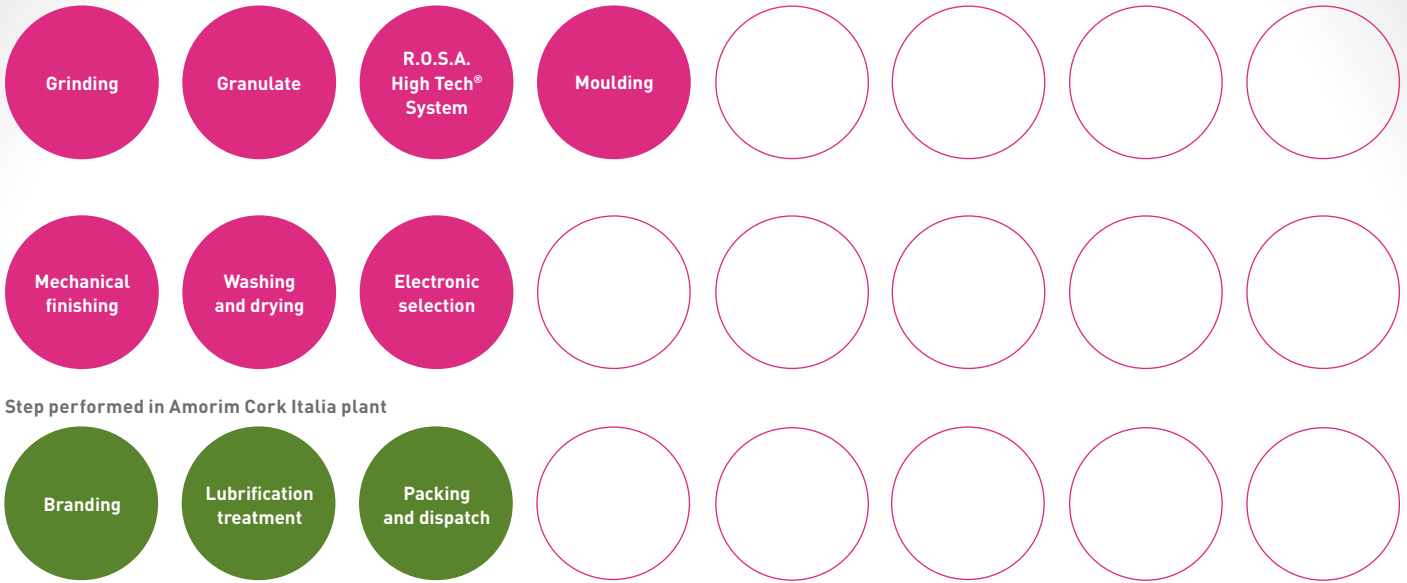 Grinding
Granulate
R.O.S.A.
High Tech®
System
Moulding
Mechanical
finishing
Washing
and drying
Electronic
selection
Step performed in Amorim Cork Italia plant
Branding
Lubrification
treatment
Packing
and dispatch